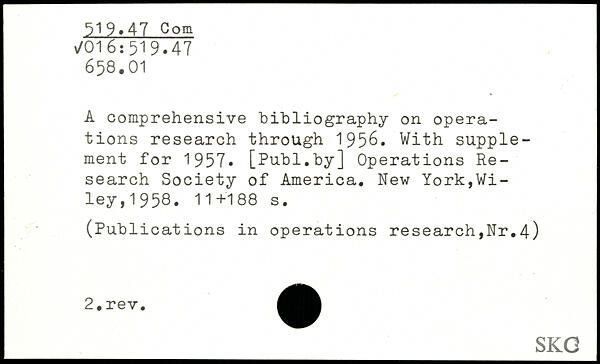 519.47 Com
√016:519.47
658.01
A comprehensive bibliography on opera-
tions research through 1956. With supple-
ment for 1957. [Publ.by] Operations Re-
search Society of America. New York,Wi-
ley,1958. 11+188 s.
(Publications in operations research,Nr.4)
2.rev.
SKC